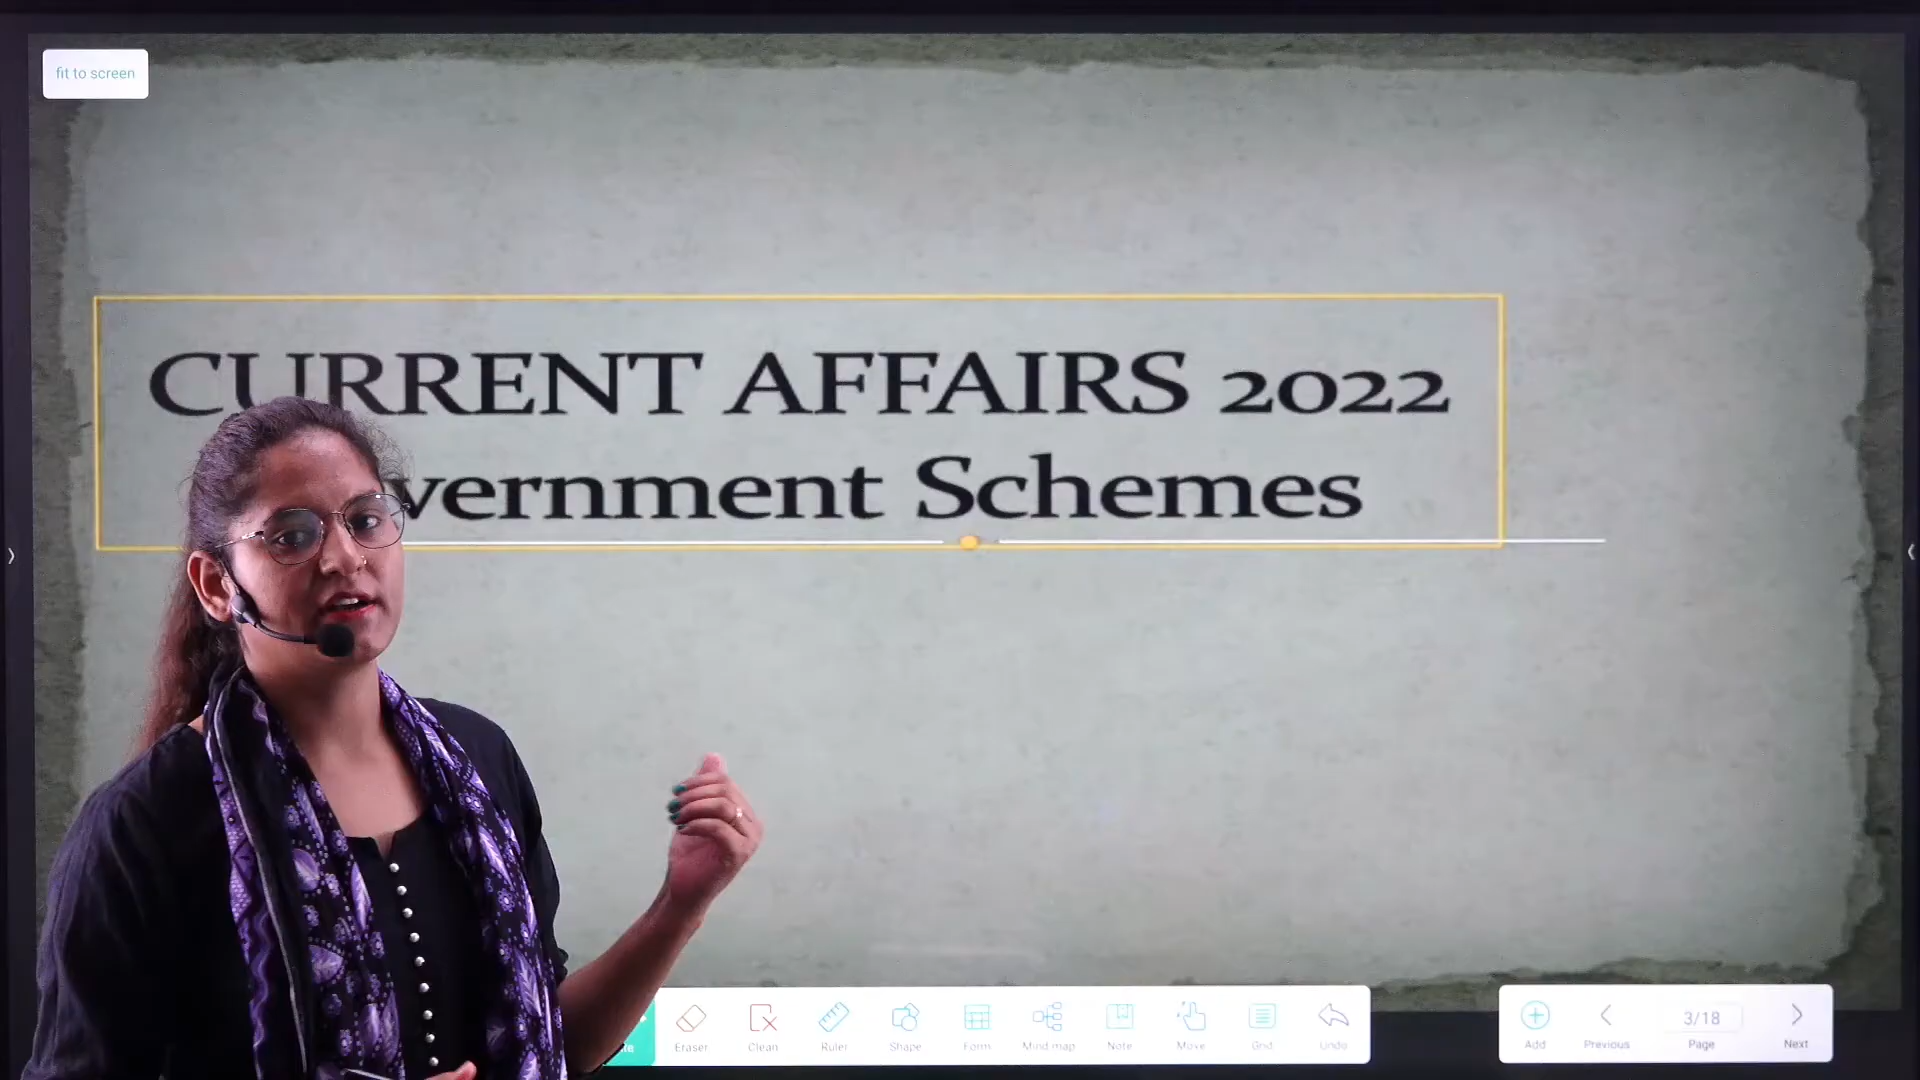 fit to screen
CURRENT AFFAIRS 2022
vernment Schemes
Eraser
Clean
Ruler
Shape
Form
Mind map
Note
Move
Grid
Undo
Add
Previous
3/18
Page
Next